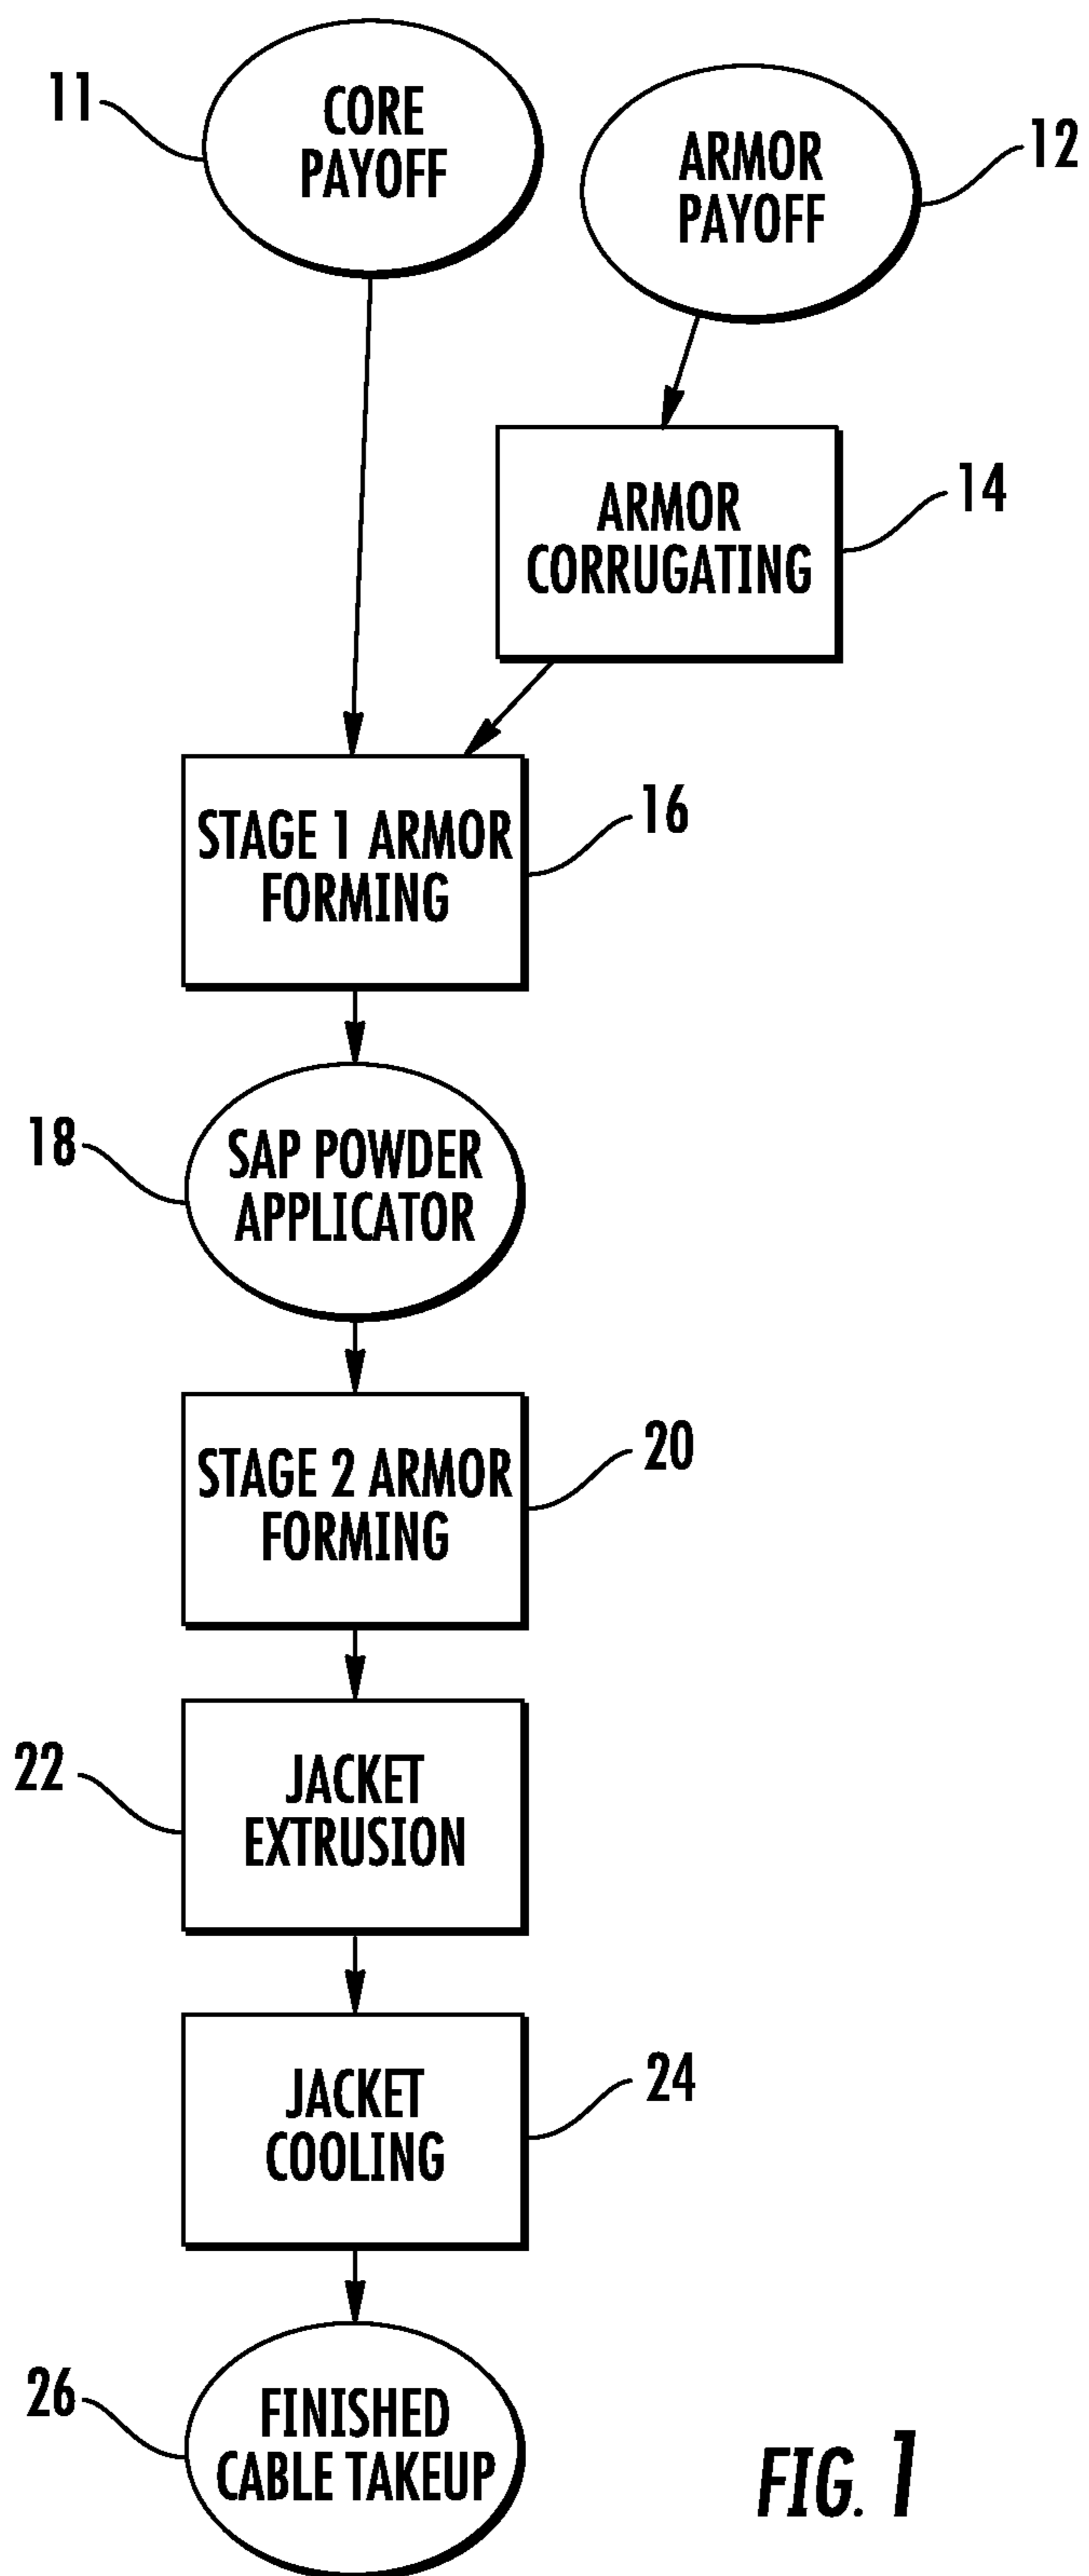 11
CORE
PAYOFF
ARMOR
PAYOFF
12
ARMOR
CORRUGATING
14
STAGE 1 ARMOR
FORMING
16
18
SAP POWDER
APPLICATOR
STAGE 2 ARMOR
FORMING
20
22
JACKET
EXTRUSION
JACKET
COOLING
24
26
FINISHED
CABLE TAKEUP
FIG. 1